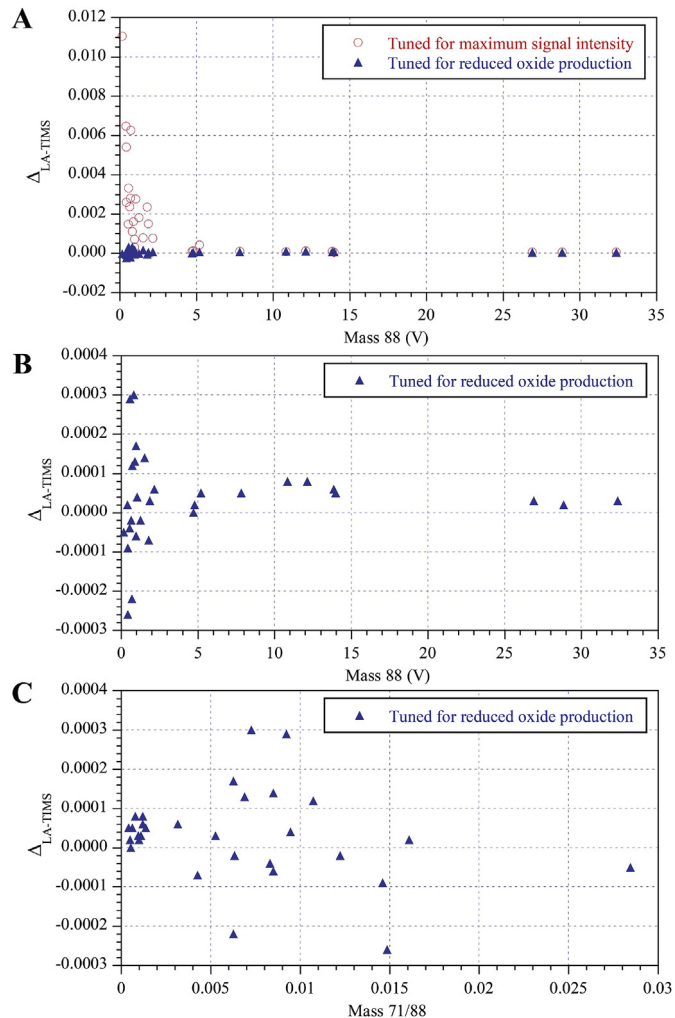 A
0.012
0.010
0.008
0.006
0.004
0.002
0.000
-0.002
ΔLA-TIMS
Tuned for maximum signal intensity
Tuned for reduced oxide production
0 5 10 15 20 25 30 35
Mass 88 (V)
B
0.0004
0.0003
0.0002
0.0001
0.0000
-0.0001
-0.0002
-0.0003
ΔLA-TIMS
Tuned for reduced oxide production
0 5 10 15 20 25 30 35
Mass 88 (V)
C
0.0004
0.0003
0.0002
0.0001
0.0000
-0.0001
-0.0002
-0.0003
ΔLA-TIMS
Tuned for reduced oxide production
0 0.005 0.01 0.015 0.02 0.025 0.03
Mass 71/88